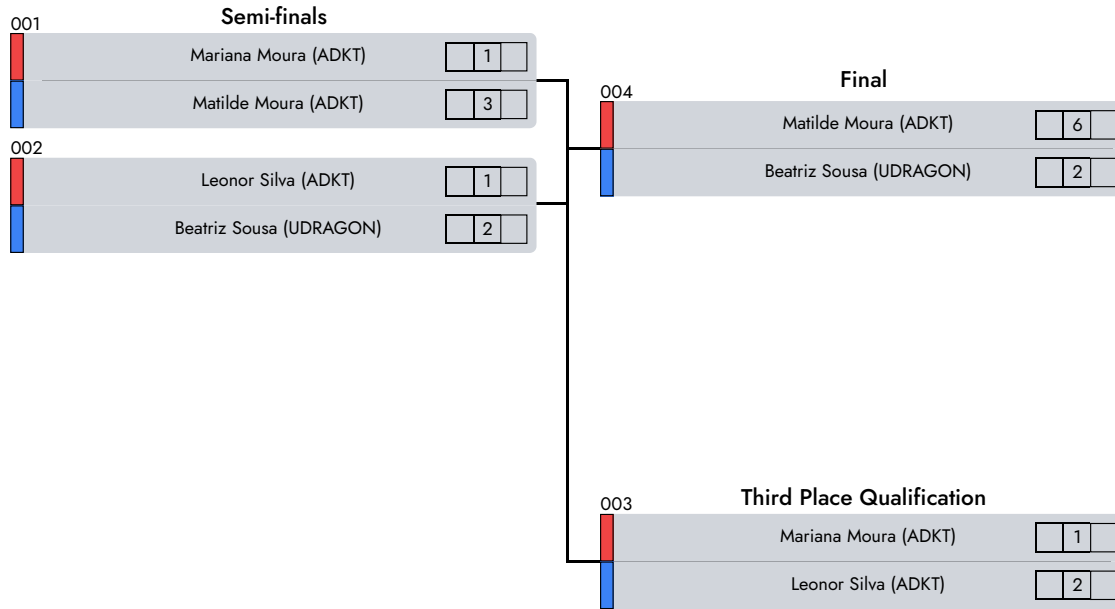 Semi-finals
001
Mariana Moura (ADKT) 1
Matilde Moura (ADKT) 3
002
Leonor Silva (ADKT) 1
Beatriz Sousa (UDRAGON) 2
Final
004
Matilde Moura (ADKT) 6
Beatriz Sousa (UDRAGON) 2
Third Place Qualification
003
Mariana Moura (ADKT) 1
Leonor Silva (ADKT) 2